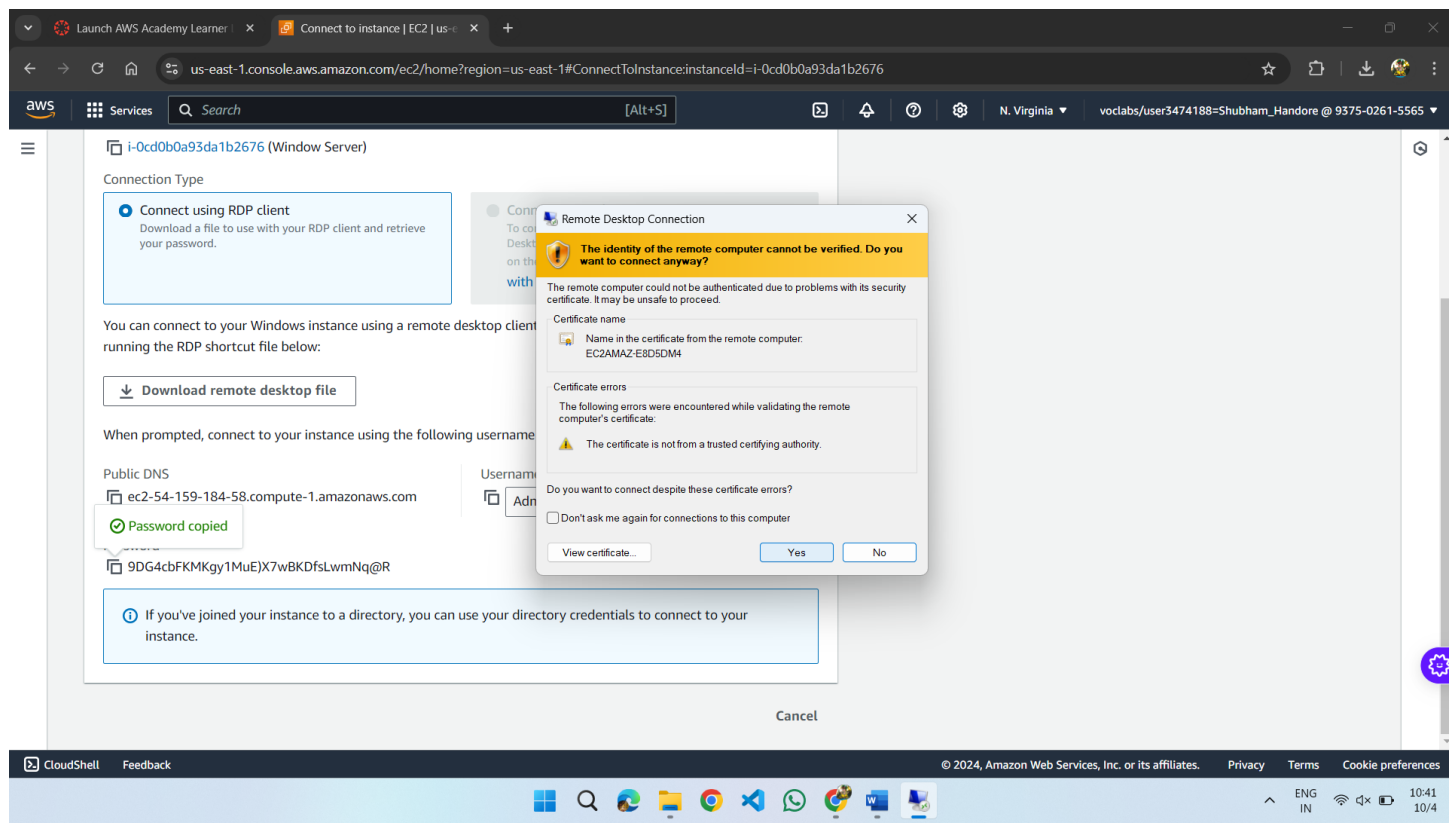 Launch AWS Academy Learner
Connect to instance | EC2 | us-e
us-east-1.console.aws.amazon.com/ec2/home?region=us-east-1#ConnectToInstance:instanceId=i-0cd0b0a93da1b2676
aws
Services
Search
[Alt+S]
N. Virginia
voclabs/user3474188=Shubham_Handore @ 9375-0261-5565
i-0cd0b0a93da1b2676 (Window Server)
Connection Type
Connect using RDP client
Download a file to use with your RDP client and retrieve
your password.
Conn
To co
Deskt
on th
with
You can connect to your Windows instance using a remote desktop client
running the RDP shortcut file below:
Download remote desktop file
When prompted, connect to your instance using the following username
Public DNS
ec2-54-159-184-58.compute-1.amazonaws.com
Username
Adn
Password copied
9DG4cbFKMKgy1MuE)X7wBKDfsLwmNq@R
If you've joined your instance to a directory, you can use your directory credentials to connect to your
instance.
Cancel
Remote Desktop Connection
The identity of the remote computer cannot be verified. Do you
want to connect anyway?
The remote computer could not be authenticated due to problems with its security
certificate. It may be unsafe to proceed.
Certificate name
Name in the certificate from the remote computer:
EC2AMAZ-E8D5DM4
Certificate errors
The following errors were encountered while validating the remote
computer's certificate:
The certificate is not from a trusted certifying authority.
Do you want to connect despite these certificate errors?
Don't ask me again for connections to this computer
View certificate...
Yes
No
CloudShell
Feedback
© 2024, Amazon Web Services, Inc. or its affiliates.
Privacy
Terms
Cookie preferences
ENG
IN
10:41
10/4